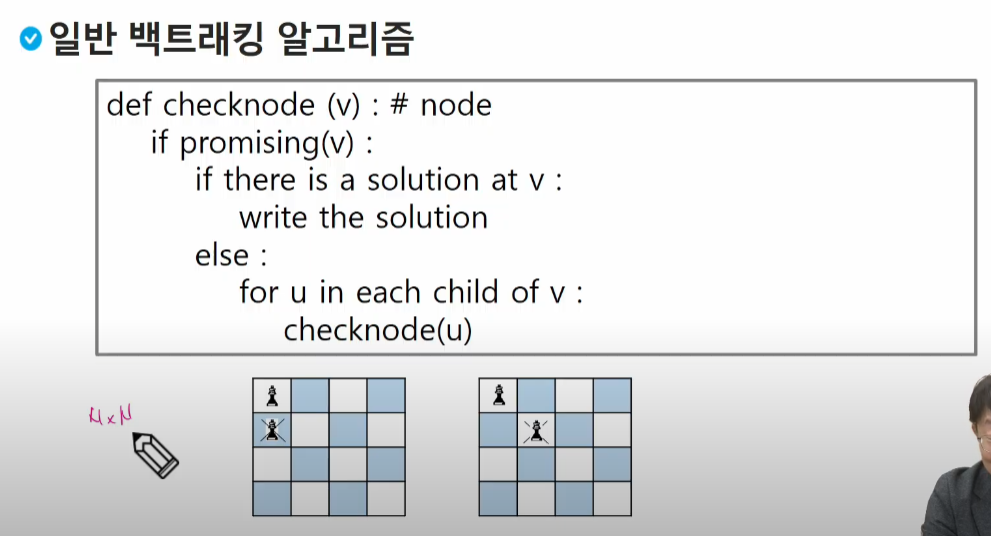 일반 백트래킹 알고리즘
def checknode (v) : # node
if promising(v) :
if there is a solution at v :
write the solution
else :
for u in each child of v :
checknode(u)
N×N